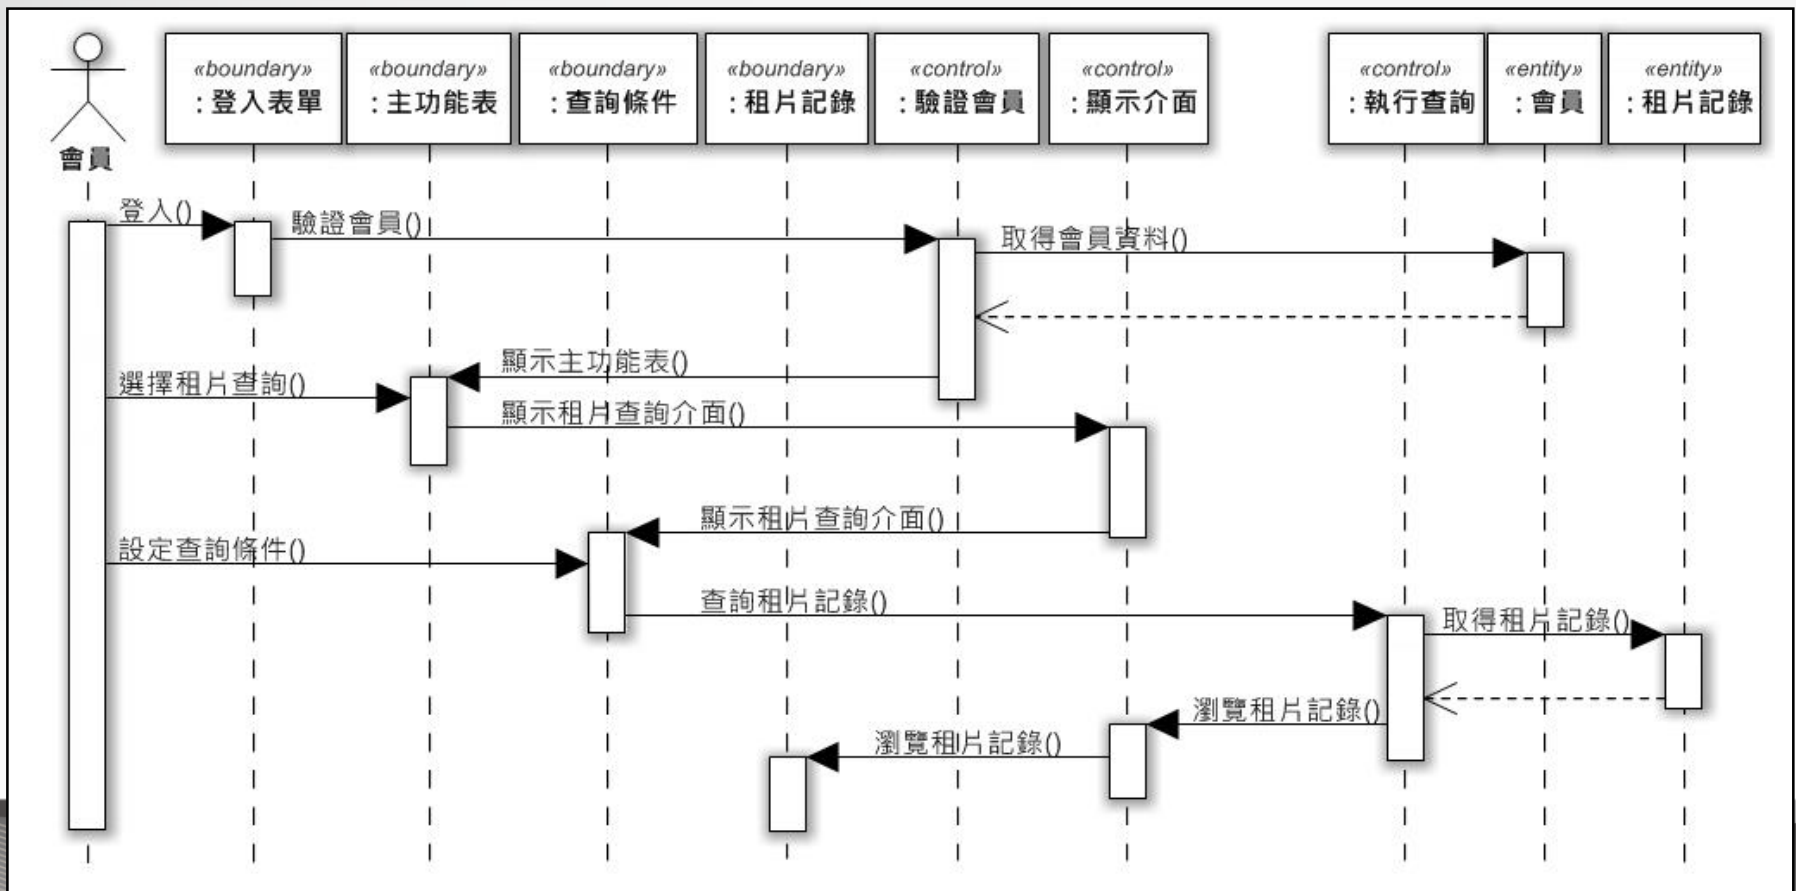 «boundary»
: 登入表單
«boundary»
: 主功能表
«boundary»
: 查詢條件
«boundary»
: 租片記錄
«control»
: 驗證會員
«control»
: 顯示介面
«control»
: 執行查詢
«entity»
: 會員
«entity»
: 租片記錄
會員
登入()
驗證會員()
取得會員資料()
顯示主功能表()
選擇租片查詢()
顯示租片查詢介面()
顯示租片查詢介面()
設定查詢條件()
查詢租片記錄()
取得租片記錄()
瀏覽租片記錄()
瀏覽租片記錄()